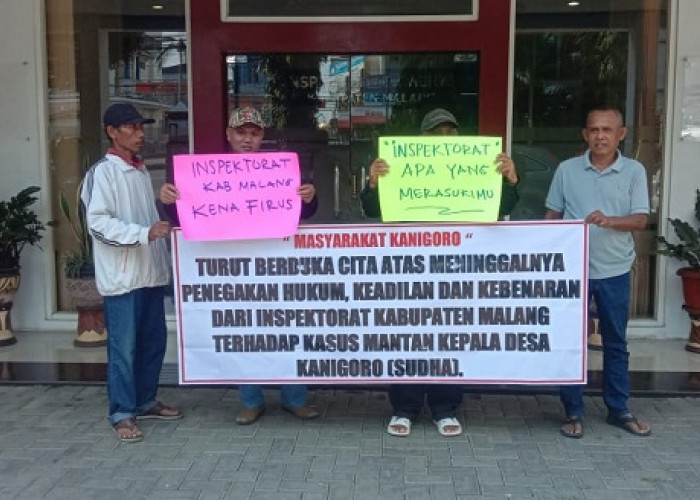 INSPEKTORAT
KAB MALANG
KENA FIRUS
"INSPEKTORAT"
APA YANG
MERASUKIMU
" MASYARAKAT KANIGORO "
TURUT BERDUKA CITA ATAS MENINGGALNYA
PENEGAKAN HUKUM, KEADILAN DAN KEBENARAN
DARI INSPEKTORAT KABUPATEN MALANG
TERHADAP KASUS MANTAN KEPALA DESA
KANIGORO (SUDHA).